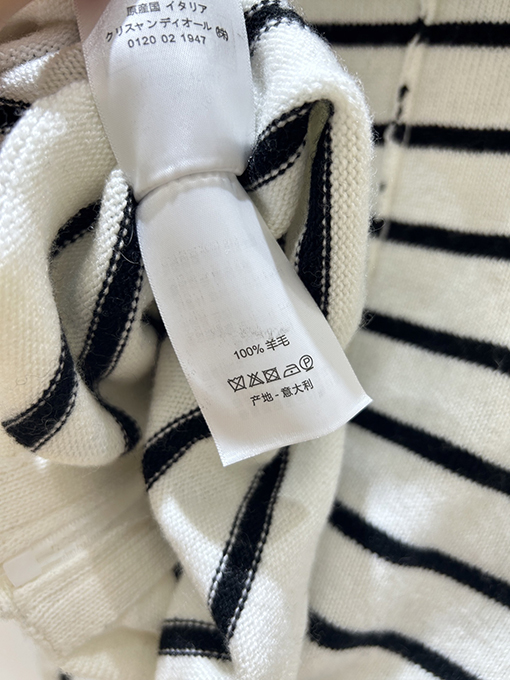 原産国 イタリア
クリスチャンディオール ㈱
0120 02 1947
100% 羊毛
产地 - 意大利